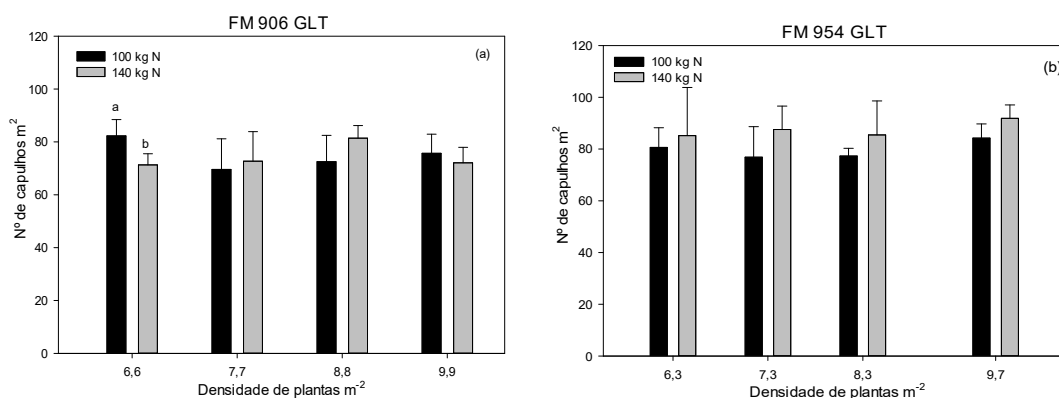 FM 906 GLT
120
100
80
60
40
20
0
Nº de capulhos m²
100 kg N
140 kg N
(a)
a
b
6,6
7,7
8,8
9,9
Densidade de plantas m⁻²
FM 954 GLT
120
100
80
60
40
20
0
Nº de capulhos m²
100 kg N
140 kg N
(b)
6,3
7,3
8,3
9,7
Densidade de plantas m⁻²